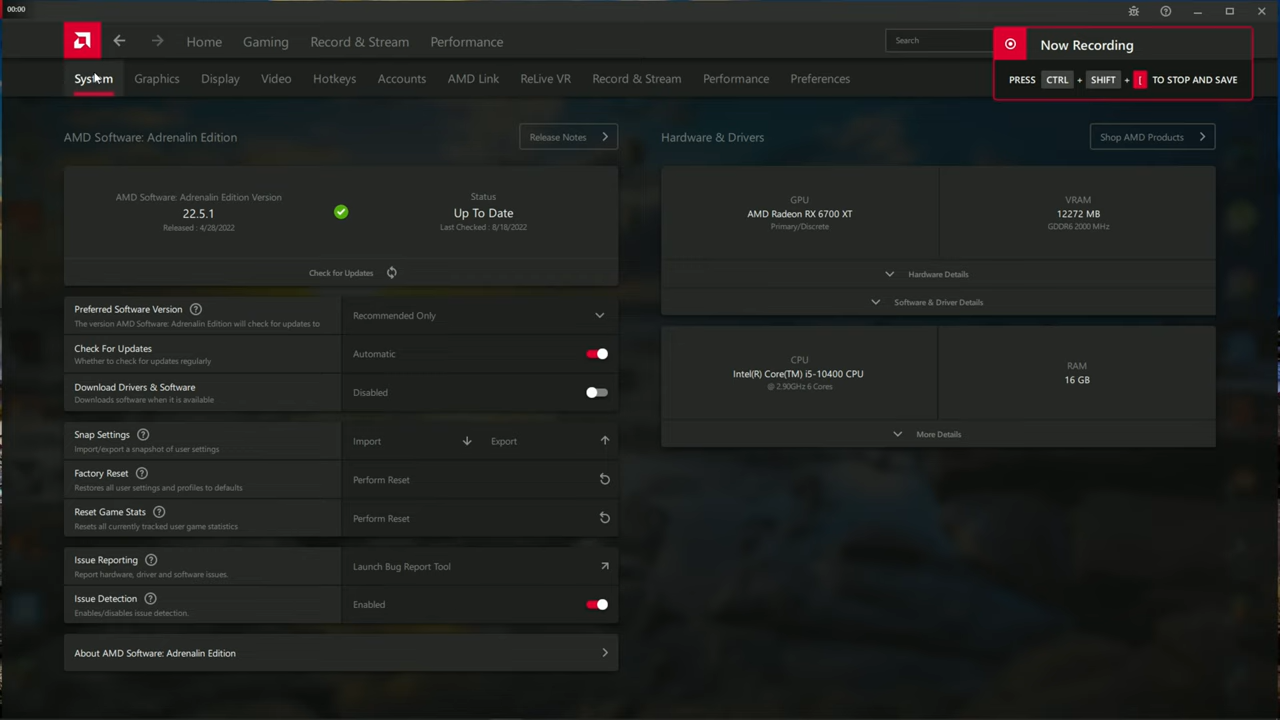 00:00
Home Gaming Record & Stream Performance
Search
Now Recording
PRESS CTRL + SHIFT + [ TO STOP AND SAVE
System Graphics Display Video Hotkeys Accounts AMD Link ReLive VR Record & Stream Performance Preferences
AMD Software: Adrenalin Edition
Release Notes
AMD Software: Adrenalin Edition Version
22.5.1
Released : 4/28/2022
Status
Up To Date
Last Checked : 8/18/2022
Check for Updates
Preferred Software Version
The version AMD Software: Adrenalin Edition will check for updates to
Recommended Only
Check For Updates
Whether to check for updates regularly
Automatic
Download Drivers & Software
Downloads software when it is available
Disabled
Snap Settings
Import/export a snapshot of user settings
Import
Export
Factory Reset
Restores all user settings and profiles to defaults
Perform Reset
Reset Game Stats
Resets all currently tracked user game statistics
Perform Reset
Issue Reporting
Report hardware, driver and software issues.
Launch Bug Report Tool
Issue Detection
Enables/disables issue detection.
Enabled
About AMD Software: Adrenalin Edition
Hardware & Drivers
Shop AMD Products
GPU
AMD Radeon RX 6700 XT
Primary/Discrete
VRAM
12272 MB
GDDR6 2000 MHz
Hardware Details
Software & Driver Details
CPU
Intel(R) Core(TM) i5-10400 CPU
@ 2.90GHz 6 Cores
RAM
16 GB
More Details